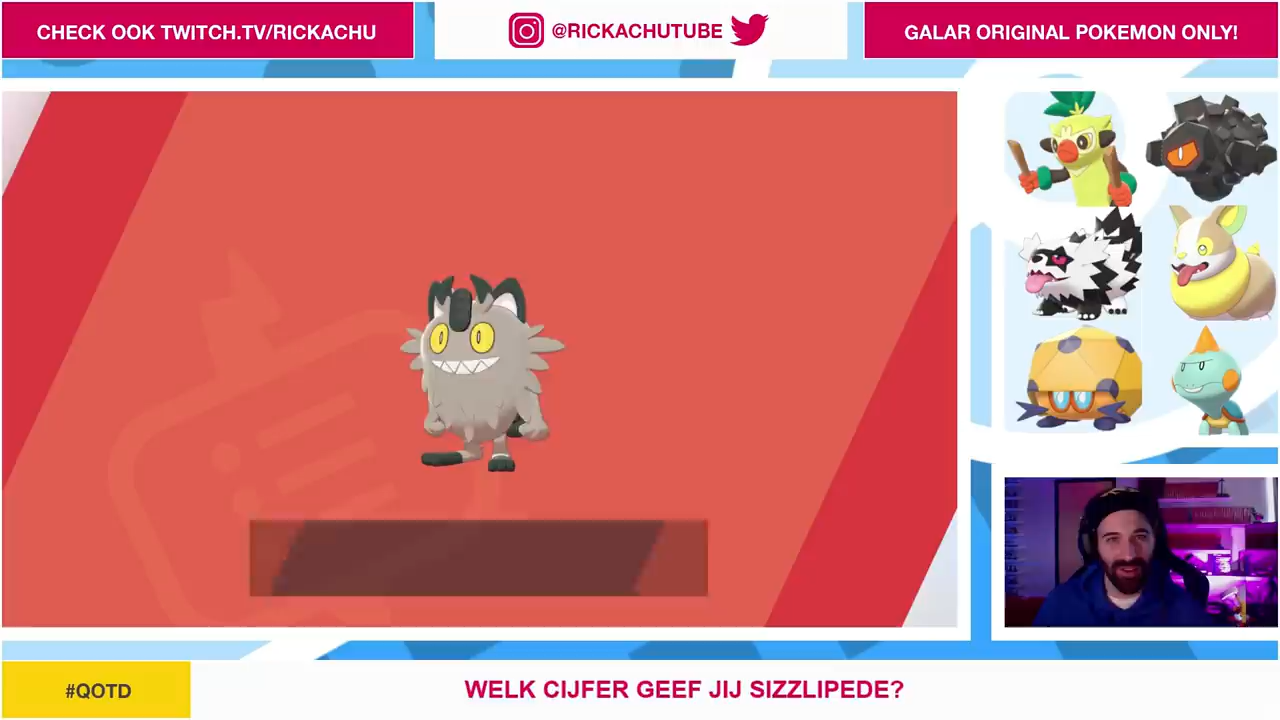 CHECK OOK TWITCH.TV/RICKACHU
@RICKACHUTUBE
GALAR ORIGINAL POKEMON ONLY!
#QOTD
WELK CIJFER GEEF JIJ SIZZLIPEDE?